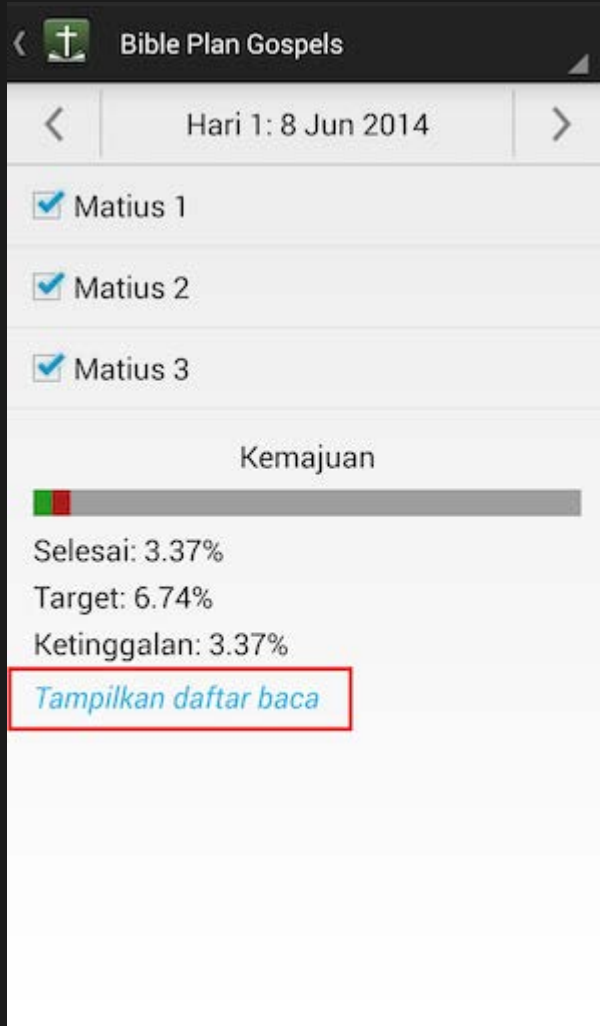 Bible Plan Gospels
Hari 1: 8 Jun 2014
Matius 1
Matius 2
Matius 3
Kemajuan
Selesai: 3.37%
Target: 6.74%
Ketinggalan: 3.37%
Tampilkan daftar baca